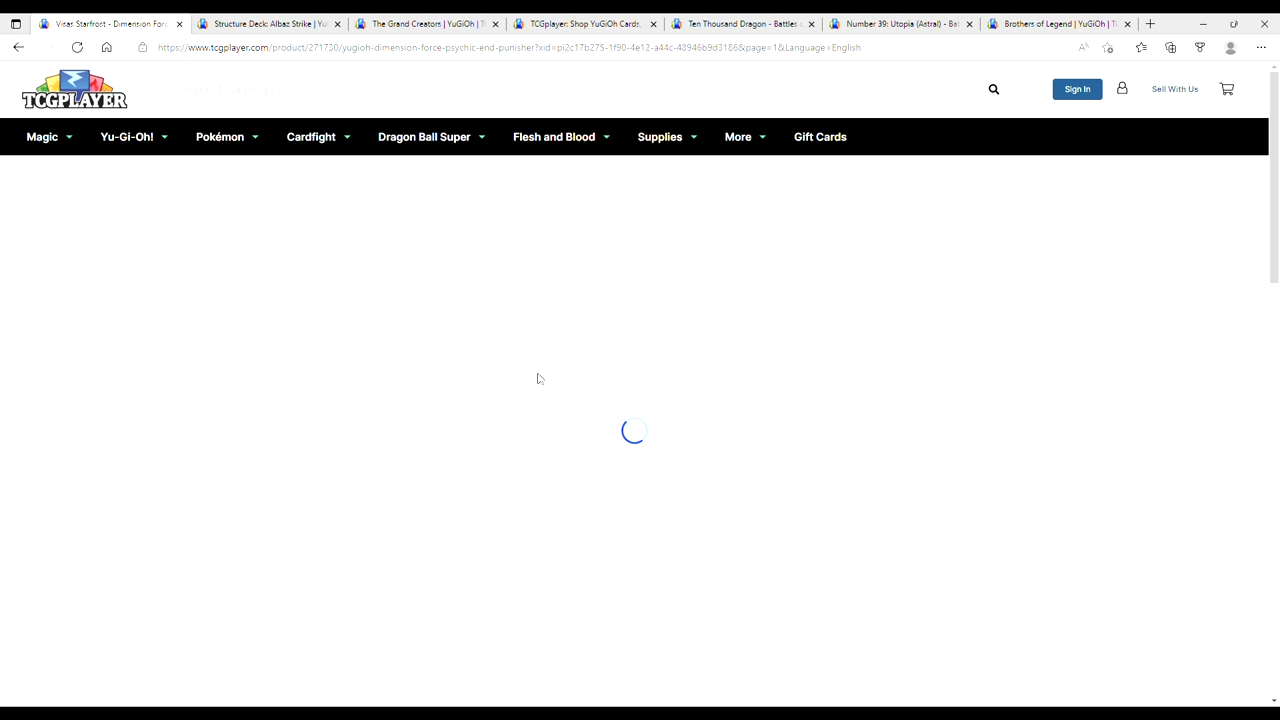 Visas Starfrost - Dimension Forc
Structure Deck: Albaz Strike | Yu
The Grand Creators | YuGiOh | T
TCGplayer: Shop YuGiOh Cards,
Ten Thousand Dragon - Battles
Number 39: Utopia (Astral) - Ba
Brothers of Legend | YuGiOh | T
https://www.tcgplayer.com/product/271730/yugioh-dimension-force-psychic-end-punisher?xid=pi2c17b275-1f90-4e12-a44c-48946b9d3186&page=1&Language=English
TCGPLAYER
Sign In
Sell With Us
Magic
Yu-Gi-Oh!
Pokémon
Cardfight
Dragon Ball Super
Flesh and Blood
Supplies
More
Gift Cards